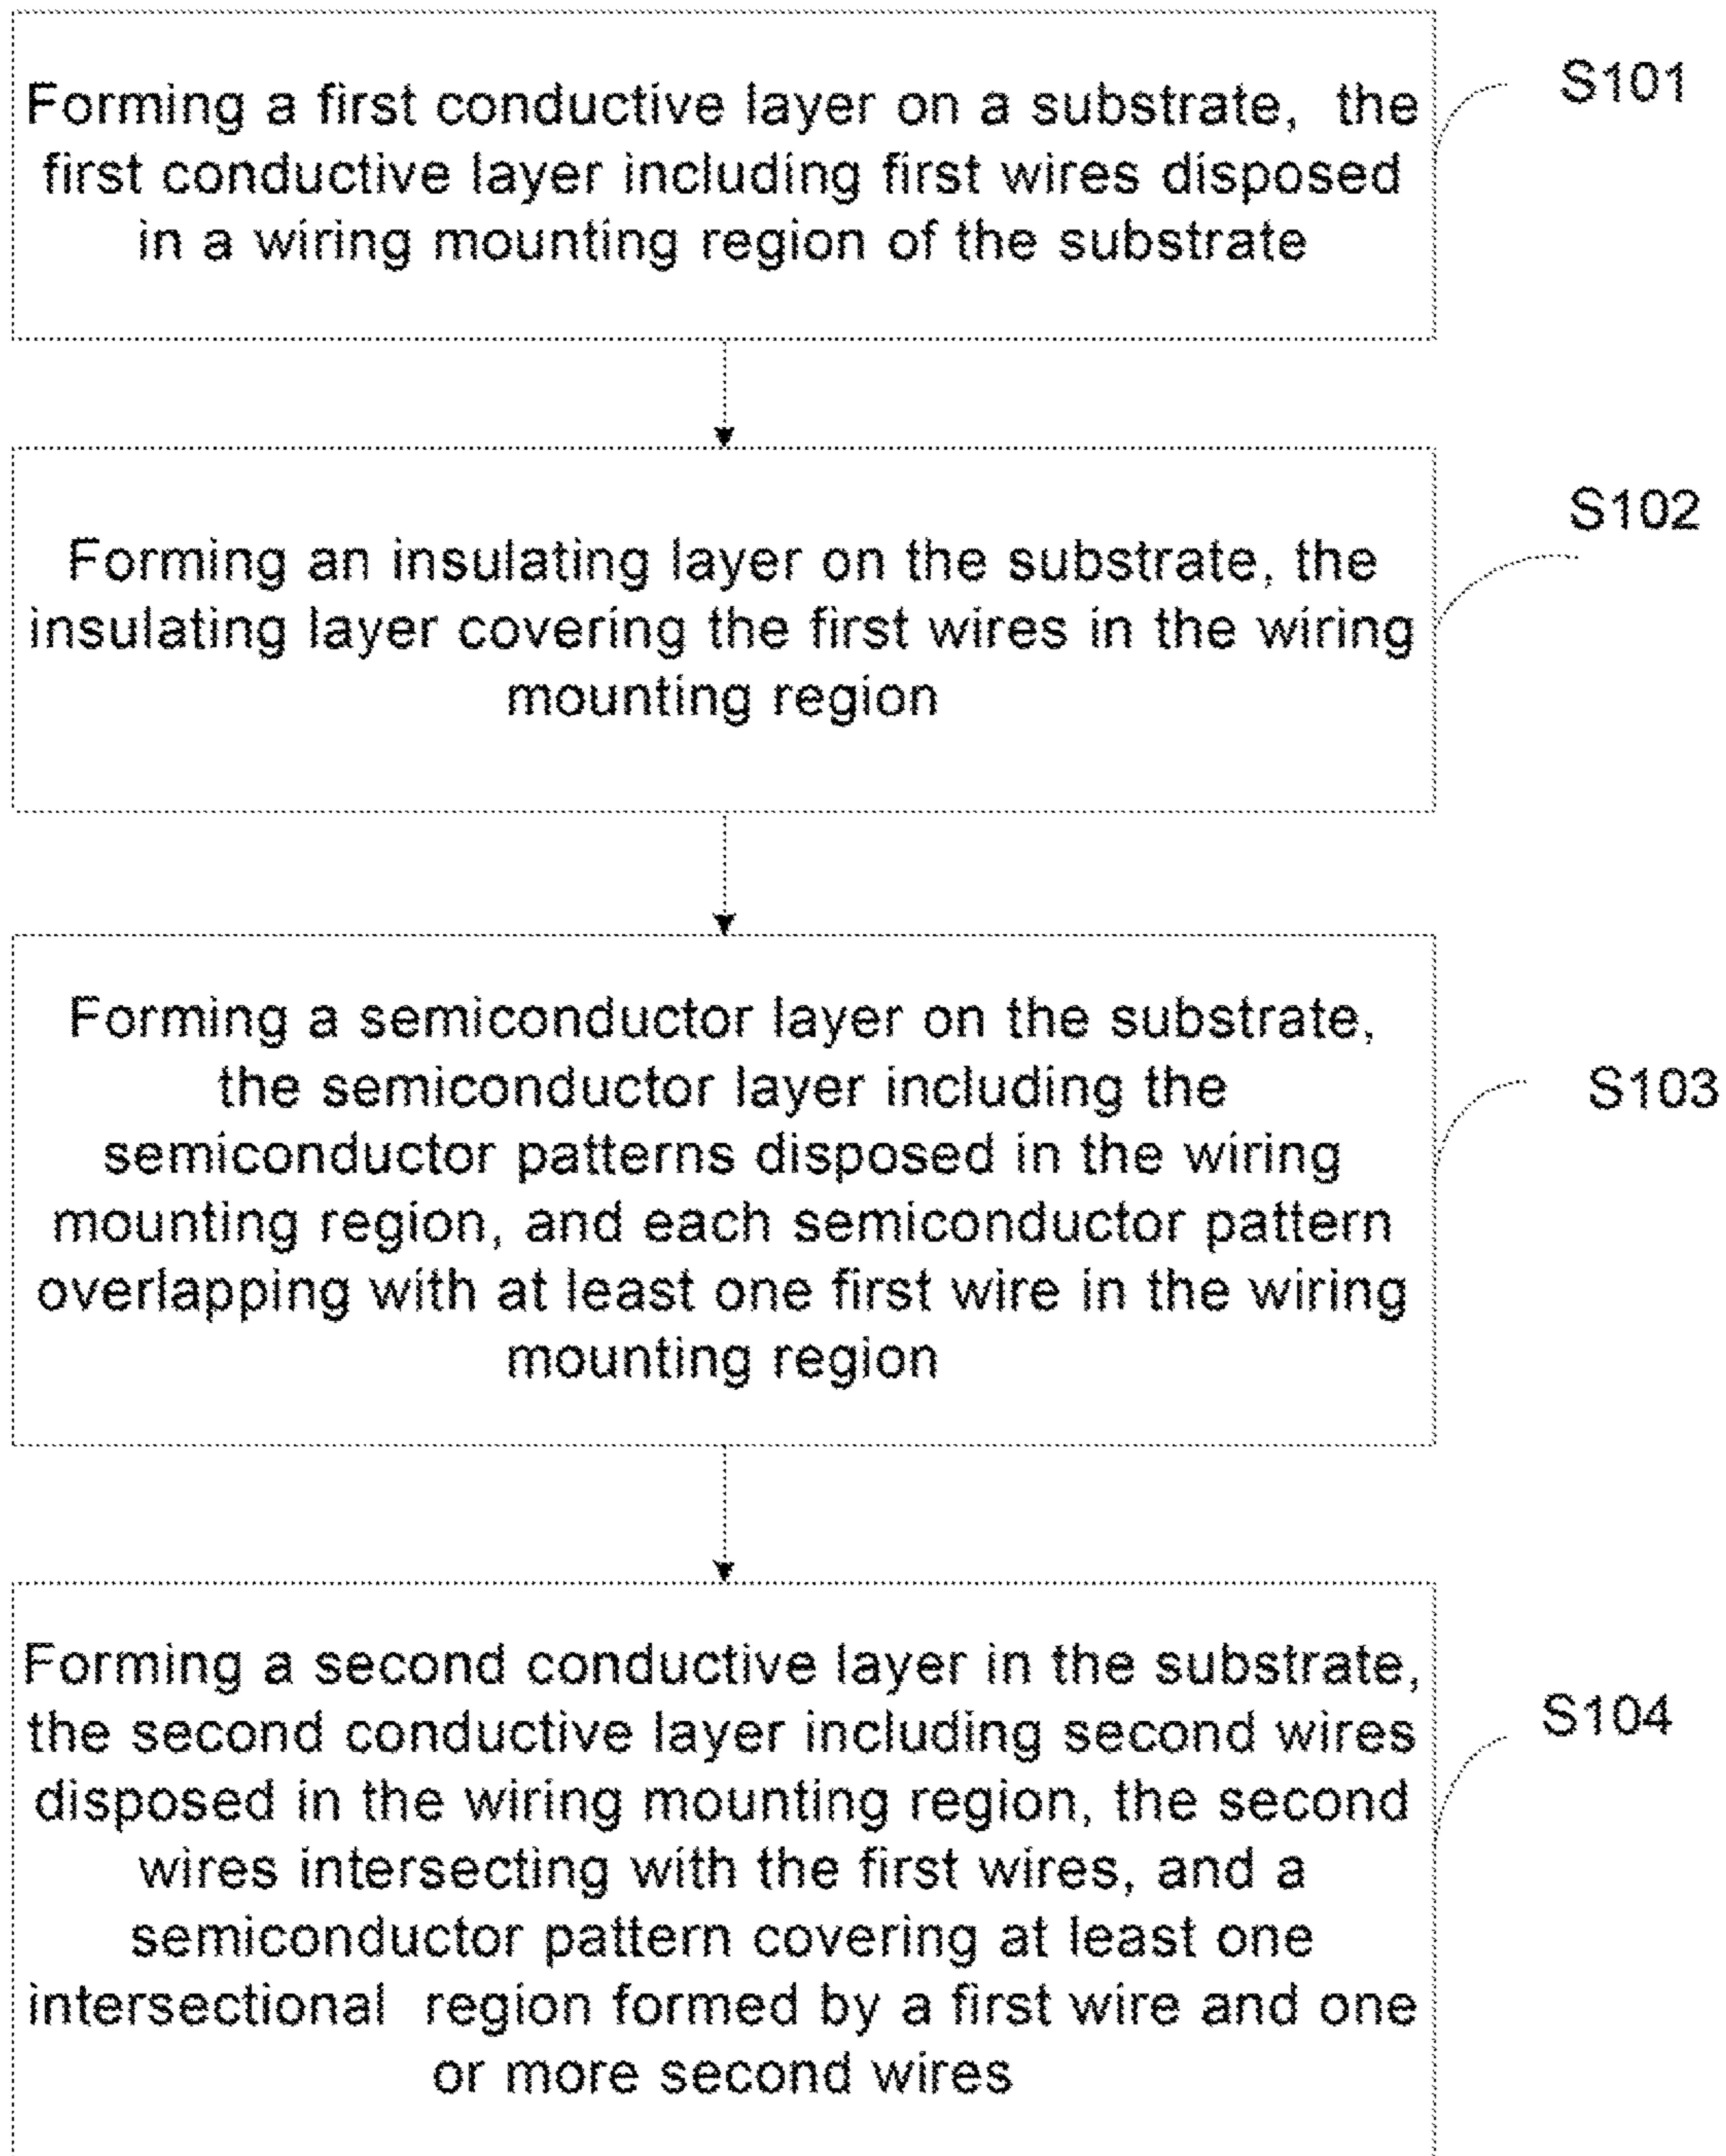 Forming a first conductive layer on a substrate, the
first conductive layer including first wires disposed
in a wiring mounting region of the substrate
S101
Forming an insulating layer on the substrate, the
insulating layer covering the first wires in the wiring
mounting region
S102
Forming a semiconductor layer on the substrate,
the semiconductor layer including the
semiconductor patterns disposed in the wiring
mounting region, and each semiconductor pattern
overlapping with at least one first wire in the wiring
mounting region
S103
Forming a second conductive layer in the substrate,
the second conductive layer including second wires
disposed in the wiring mounting region, the second
wires intersecting with the first wires, and a
semiconductor pattern covering at least one
intersectional region formed by a first wire and one
or more second wires
S104